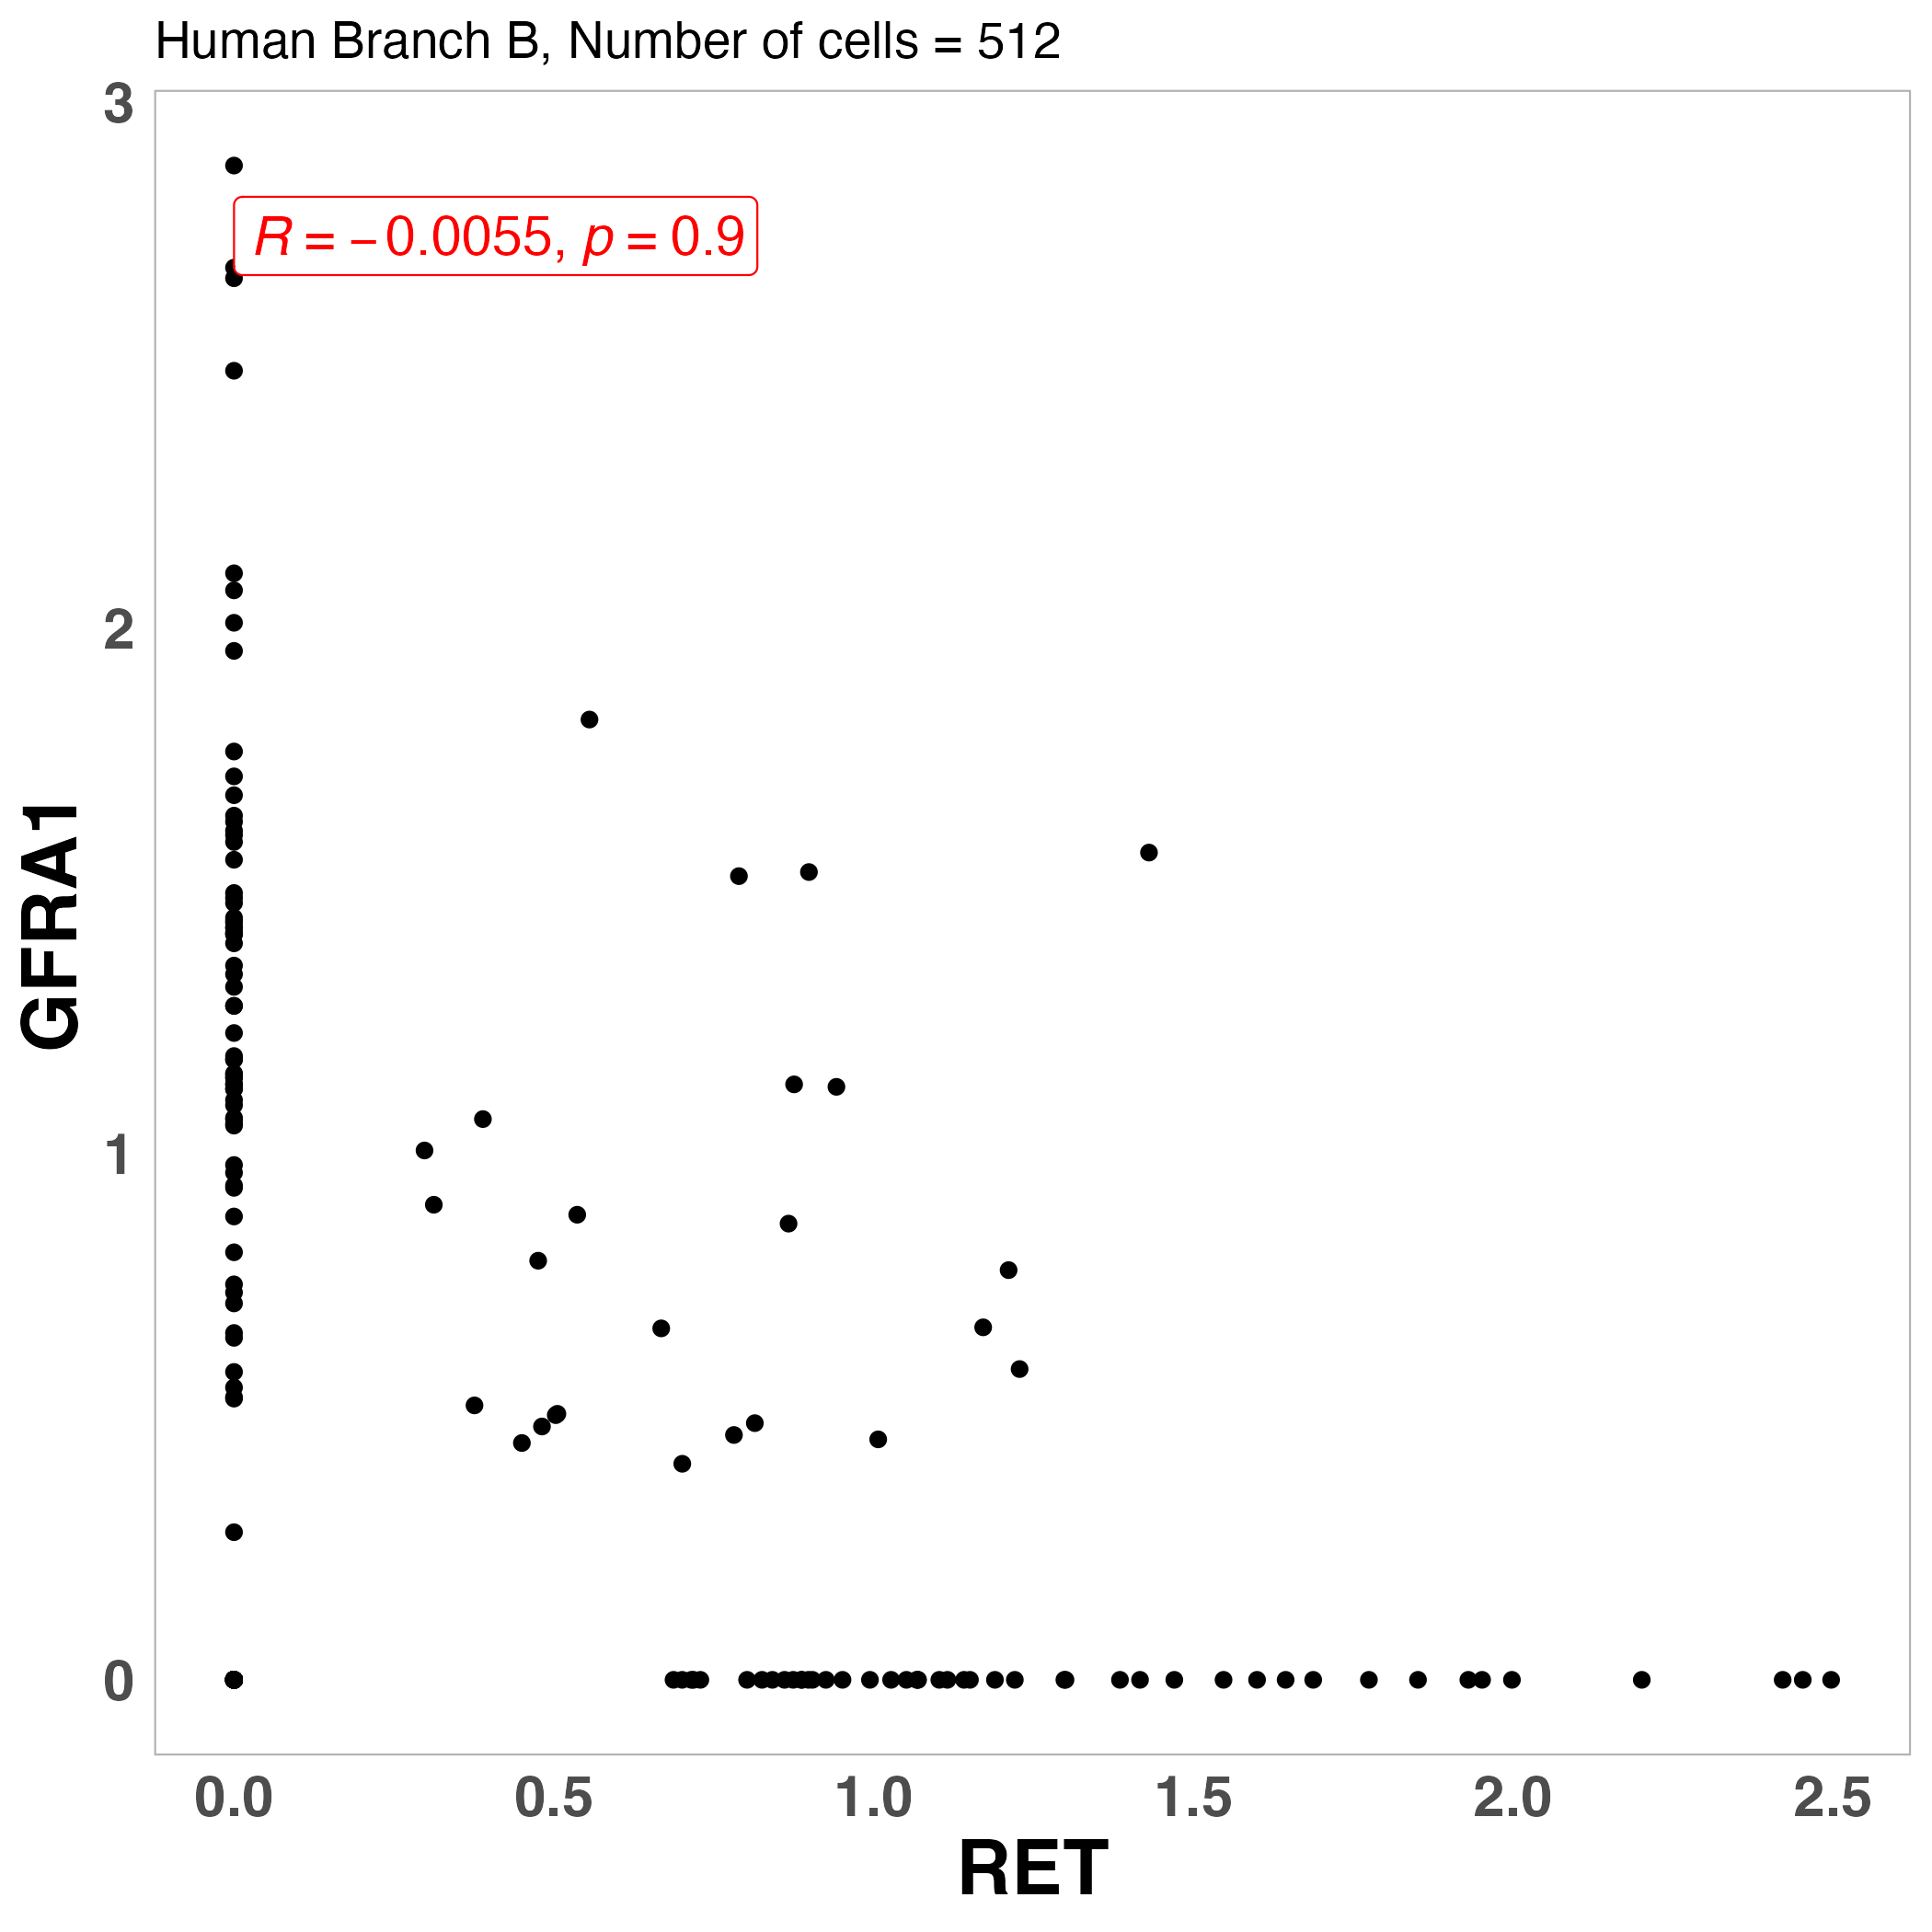 Human Branch B, Number of cells = 512
3
R = −0.0055, p = 0.9
2
GFRA1
1
0
0.0 0.5 1.0 1.5 2.0 2.5
RET